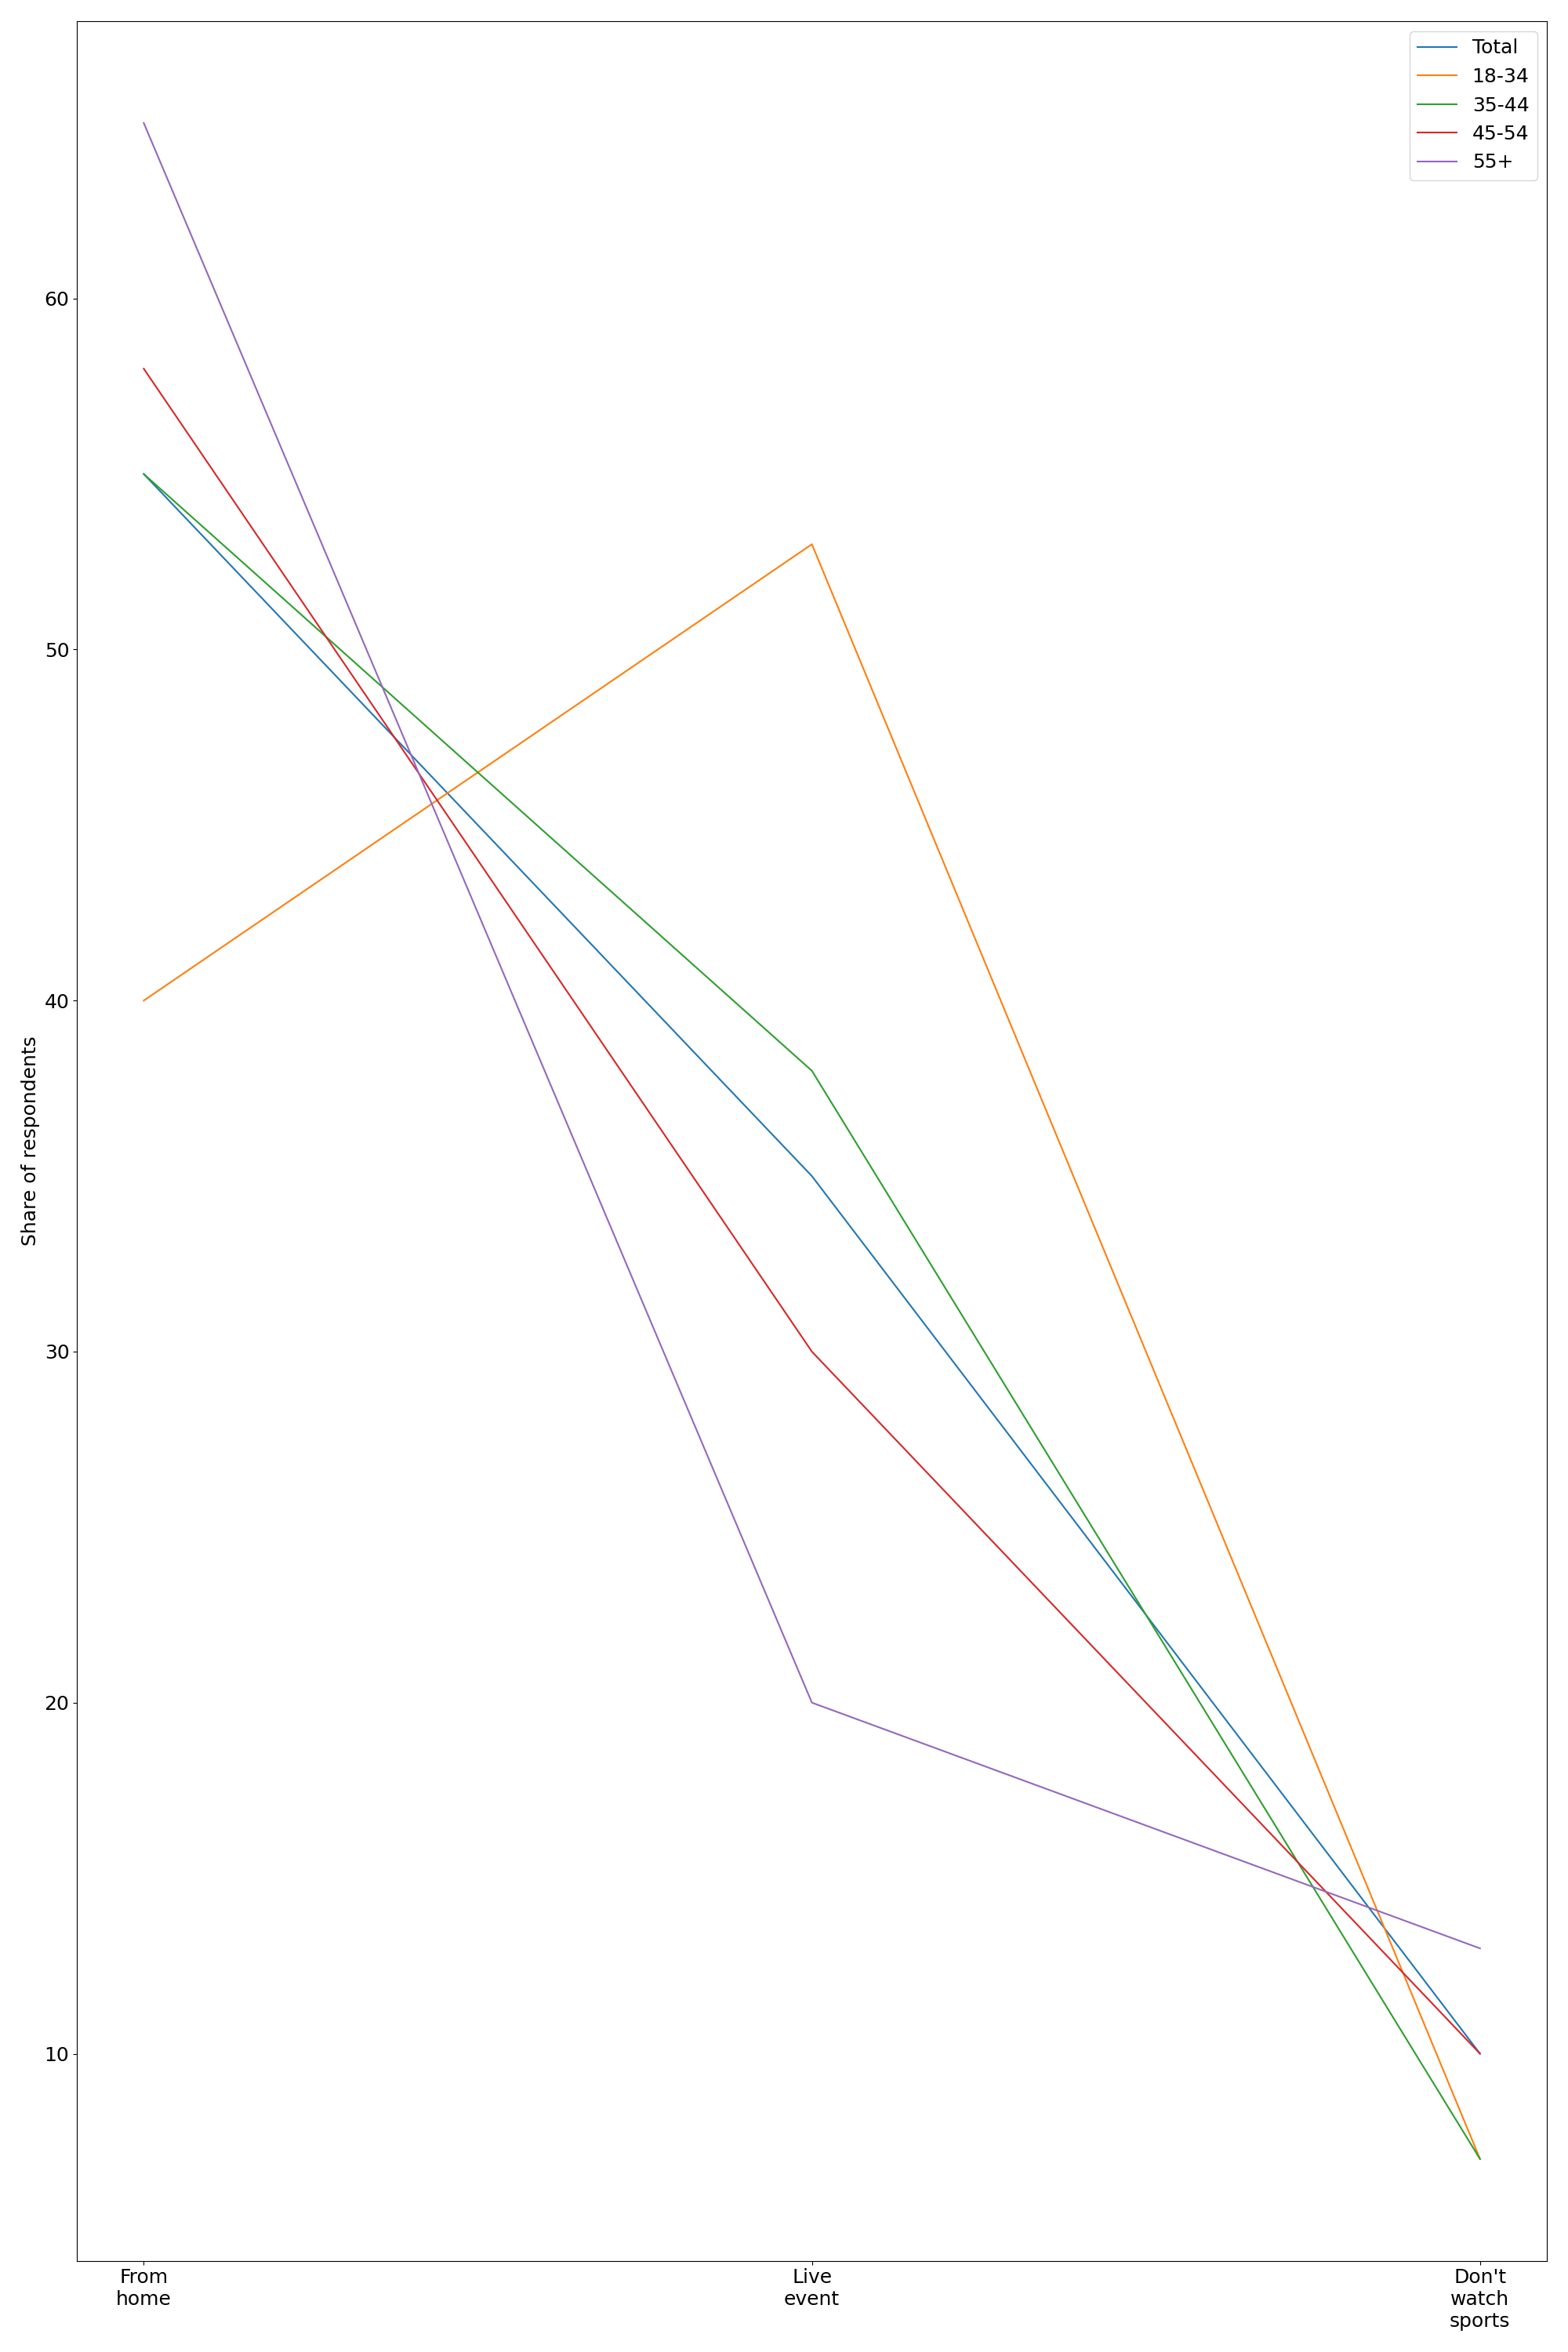 Total
18-34
35-44
45-54
55+
60
50
40
30
20
10
Share of respondents
From
home
Live
event
Don't
watch
sports